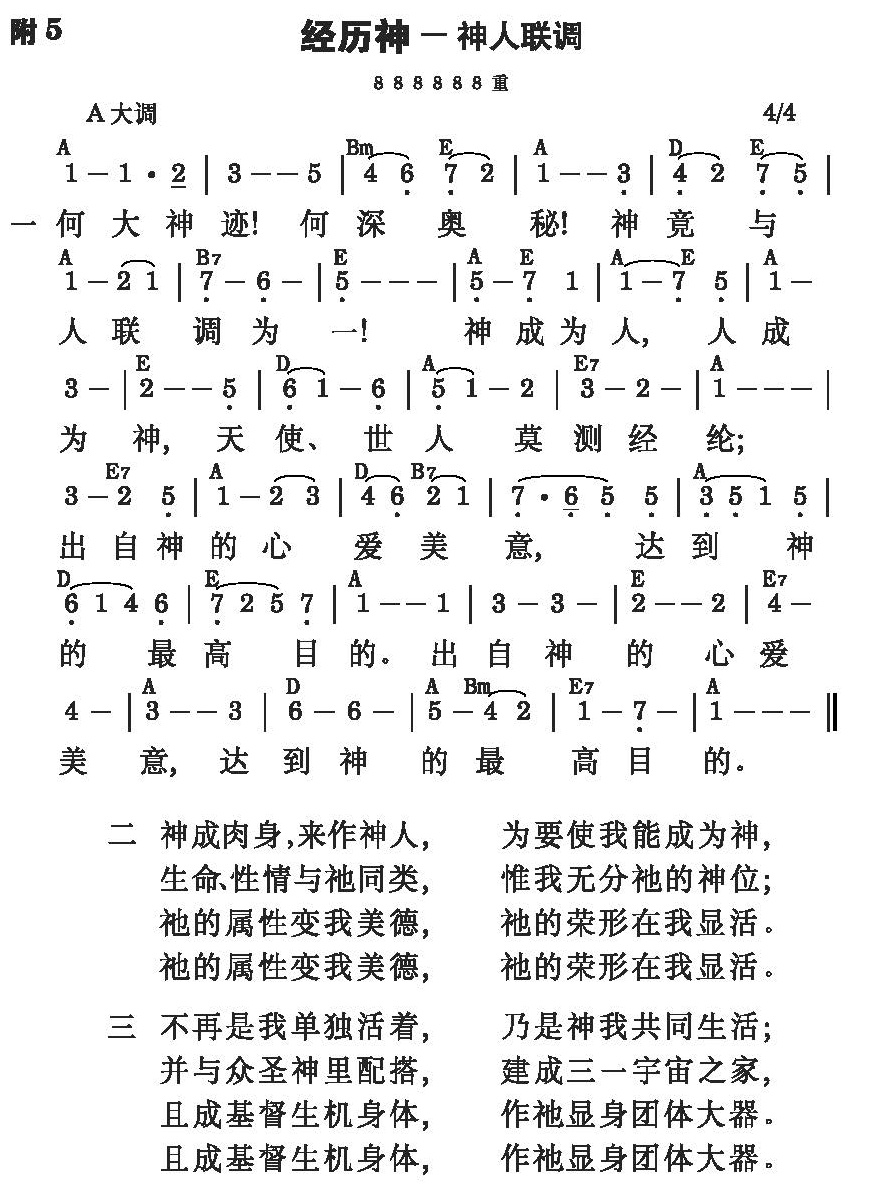 附 5
经历神－神人联调
8 8 8 8 8 8 重
A 大调 4/4
A Bm E A D E
1 – 1 · 2 | 3 – – 5 | 4 6 7 2 | 1 – – 3 | 4 2 7 5 |
一 何 大 神 迹! 何 深 奥 秘! 神 竟 与
A B7 E A E A E A
1 – 2 1 | 7 – 6 – | 5 – – – | 5 – 7 1 | 1 – 7 5 | 1 –
人 联 调 为 一! 神 成 为 人, 人 成
E D A E7 A
3 – | 2 – – 5 | 6 1 – 6 | 5 1 – 2 | 3 – 2 – | 1 – – – |
为 神, 天 使、 世 人 莫 测 经 纶;
E7 A D B7 A
3 – 2 5 | 1 – 2 3 | 4 6 2 1 | 7 · 6 5 5 | 3 5 1 5 |
出 自 神 的 心 爱 美 意, 达 到 神
D E A E E7
6 1 4 6 | 7 2 5 7 | 1 – – 1 | 3 – 3 – | 2 – – 2 | 4 –
的 最 高 目 的。 出 自 神 的 心 爱
A D A Bm E7 A
4 – | 3 – – 3 | 6 – 6 – | 5 – 4 2 | 1 – 7 – | 1 – – – ‖
美 意, 达 到 神 的 最 高 目 的。
二 神成肉身,来作神人, 为要使我能成为神,
生命、性情与祂同类, 惟我无分祂的神位;
祂的属性变我美德, 祂的荣形在我显活。
祂的属性变我美德, 祂的荣形在我显活。
三 不再是我单独活着, 乃是神我共同生活;
并与众圣神里配搭, 建成三一宇宙之家,
且成基督生机身体, 作祂显身团体大器。
且成基督生机身体, 作祂显身团体大器。